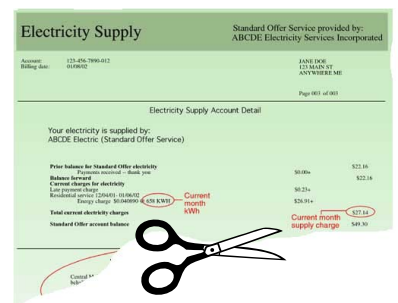 Electricity Supply
Standard Offer Service provided by:
ABCDE Electricity Services Incorporated
Account: 123-456-7890-012
Billing date: 01/08/02
JANE DOE
123 MAIN ST
ANYWHERE ME
Page 003 of 003
Electricity Supply Account Detail
Your electricity is supplied by:
ABCDE Electric (Standard Offer Service)
Prior balance for Standard Offer electricity $22.16
Payments received -- thank you $0.00+
Balance forward $22.16
Current charges for electricity
Late payment charge $0.23+
Residential service 12/04/01- 01/06/02
Energy charge $0.040890 @ 658 KWH $26.91+
Current month kWh
Total current electricity charges $27.14
Current month supply charge
Standard Offer account balance $49.30
Central